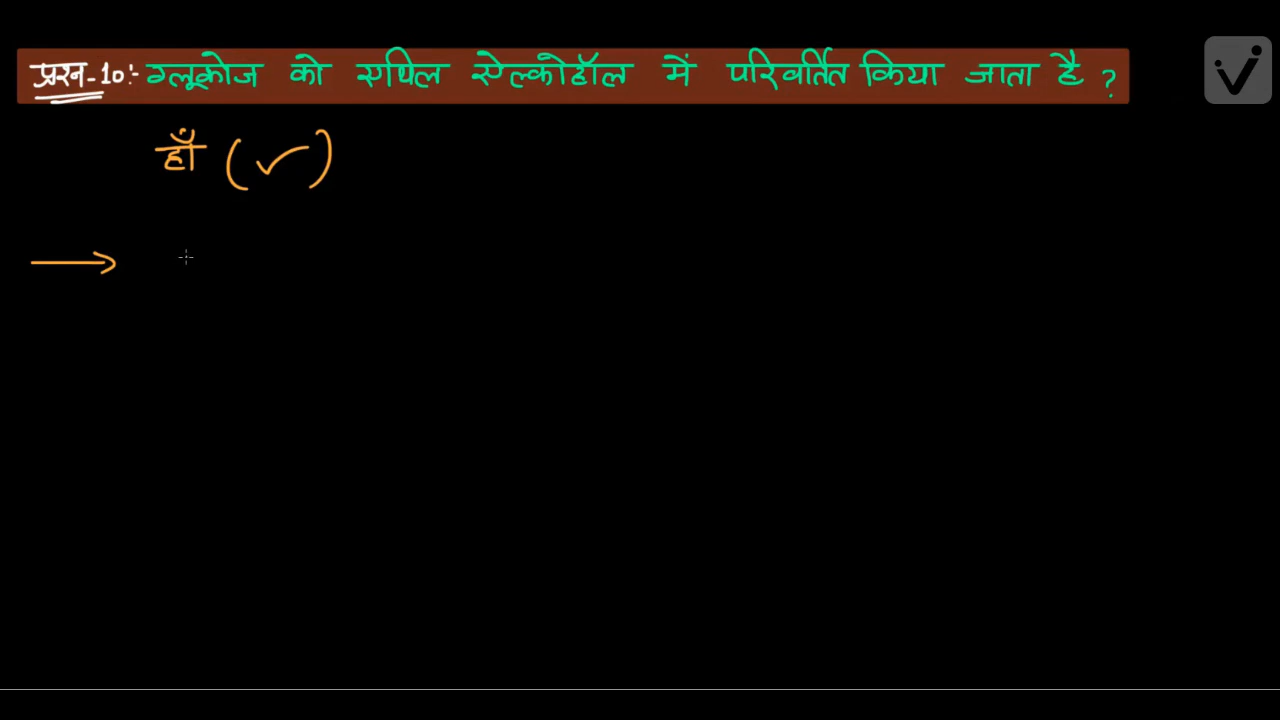 प्रश्न-10:- ग्लूकोज को एथिल ऐल्कोहॉल में परिवर्तित किया जाता है ?
हाँ (✓)
→